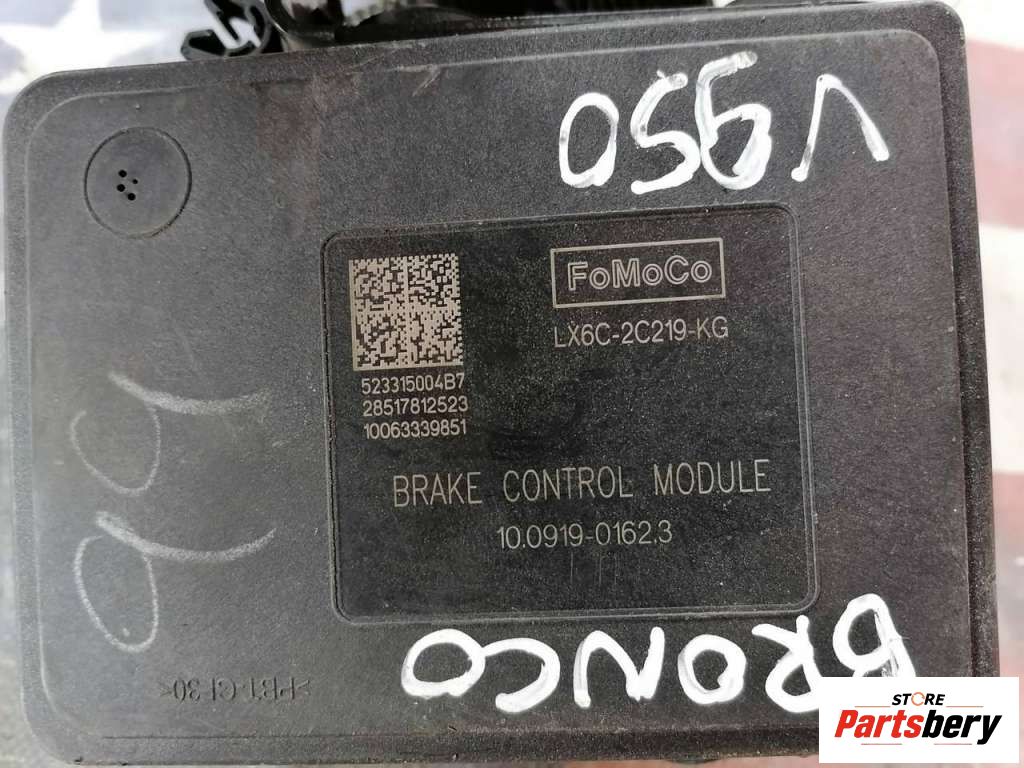 FoMoCo
LX6C-2C219-KG
523315004B7
28517812523
10063339851
BRAKE CONTROL MODULE
10.0919-0162.3
BRONCO
>PBT-GF30<
STORE
Partsbery